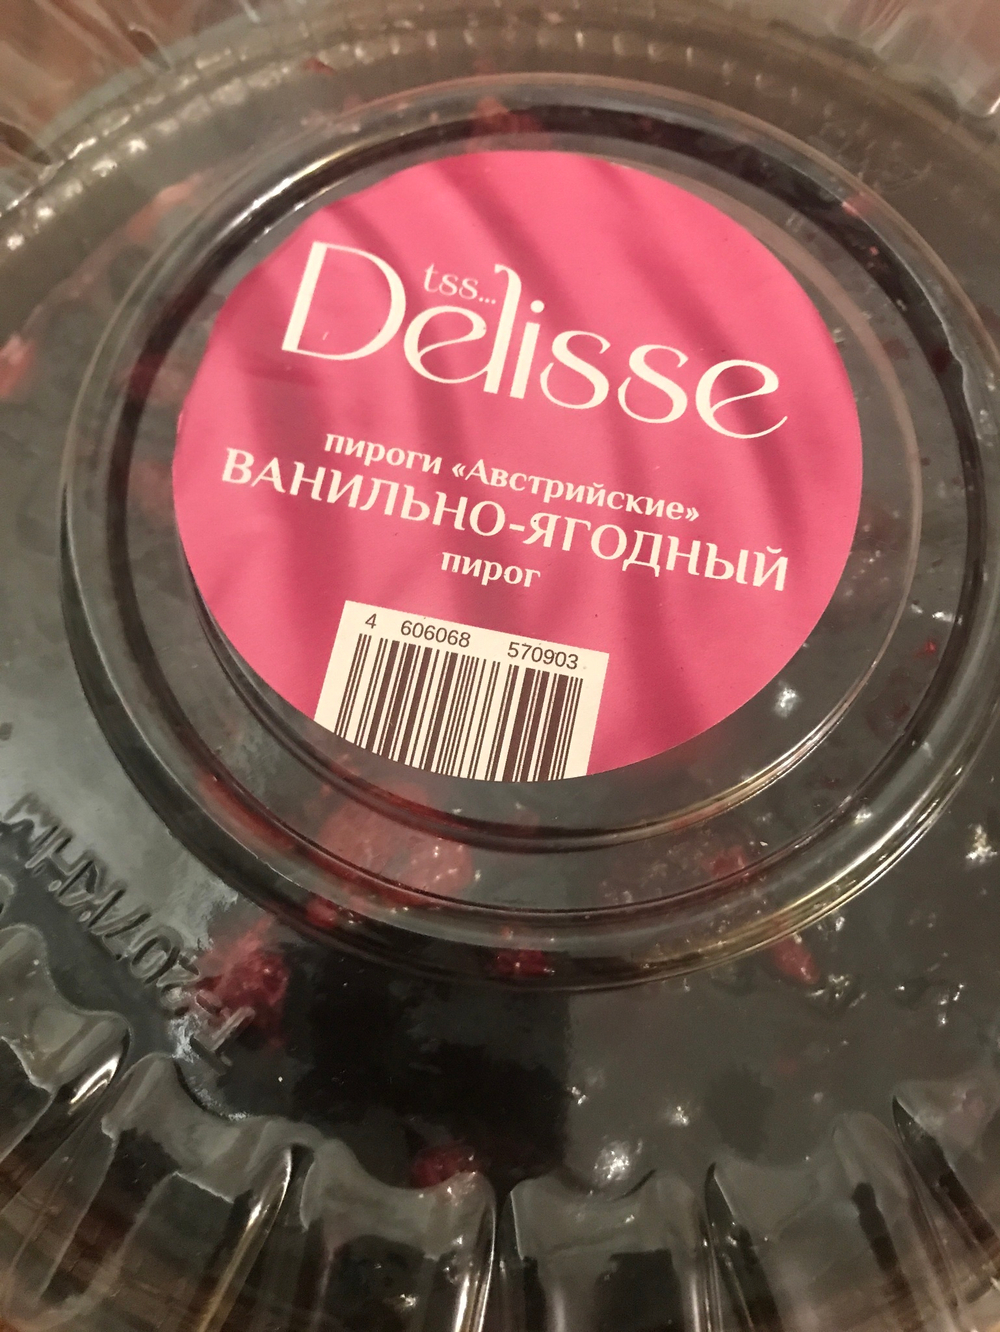 tss...
Delisse
пироги «Австрийские»
ВАНИЛЬНО-ЯГОДНЫЙ
пирог
4 606068 570903